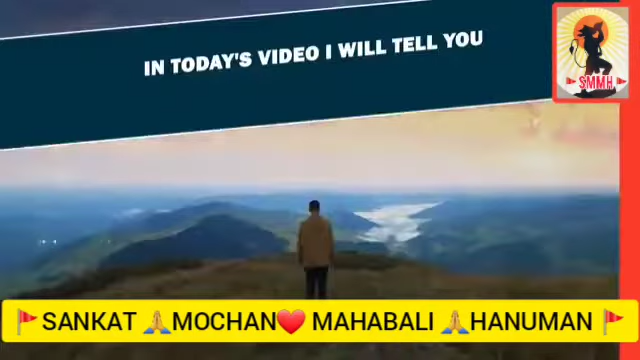 IN TODAY'S VIDEO I WILL TELL YOU
SMMH
🚩SANKAT 🙏MOCHAN❤️ MAHABALI 🙏HANUMAN 🚩